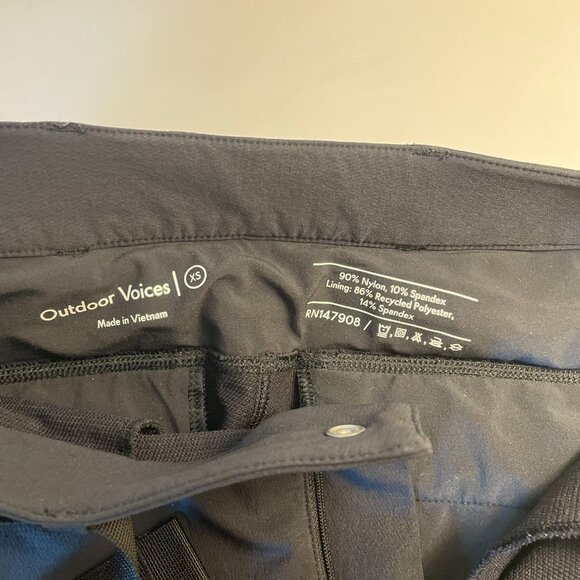 Outdoor Voices | XS
Made in Vietnam
90% Nylon, 10% Spandex
Lining: 86% Recycled Polyester,
14% Spandex
RN147908 /